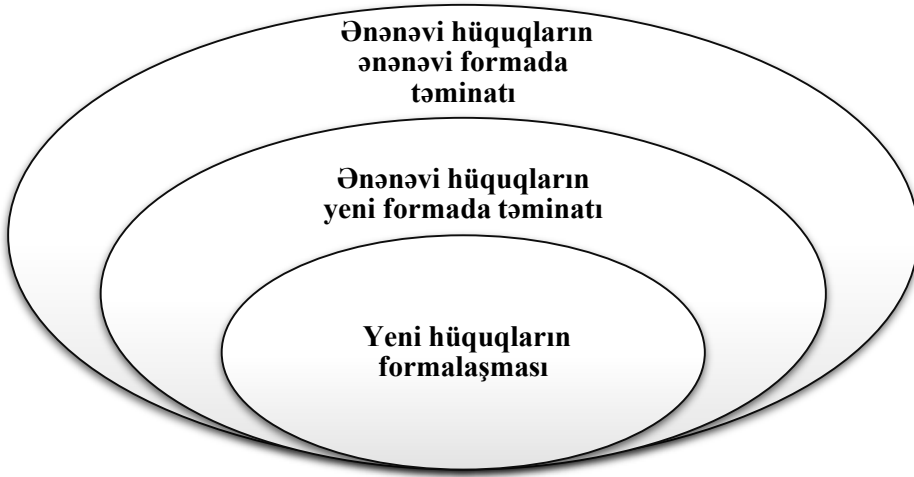 Ənənəvi hüquqların
ənənəvi formada
təminatı
Ənənəvi hüquqların
yeni formada təminatı
Yeni hüquqların
formalaşması